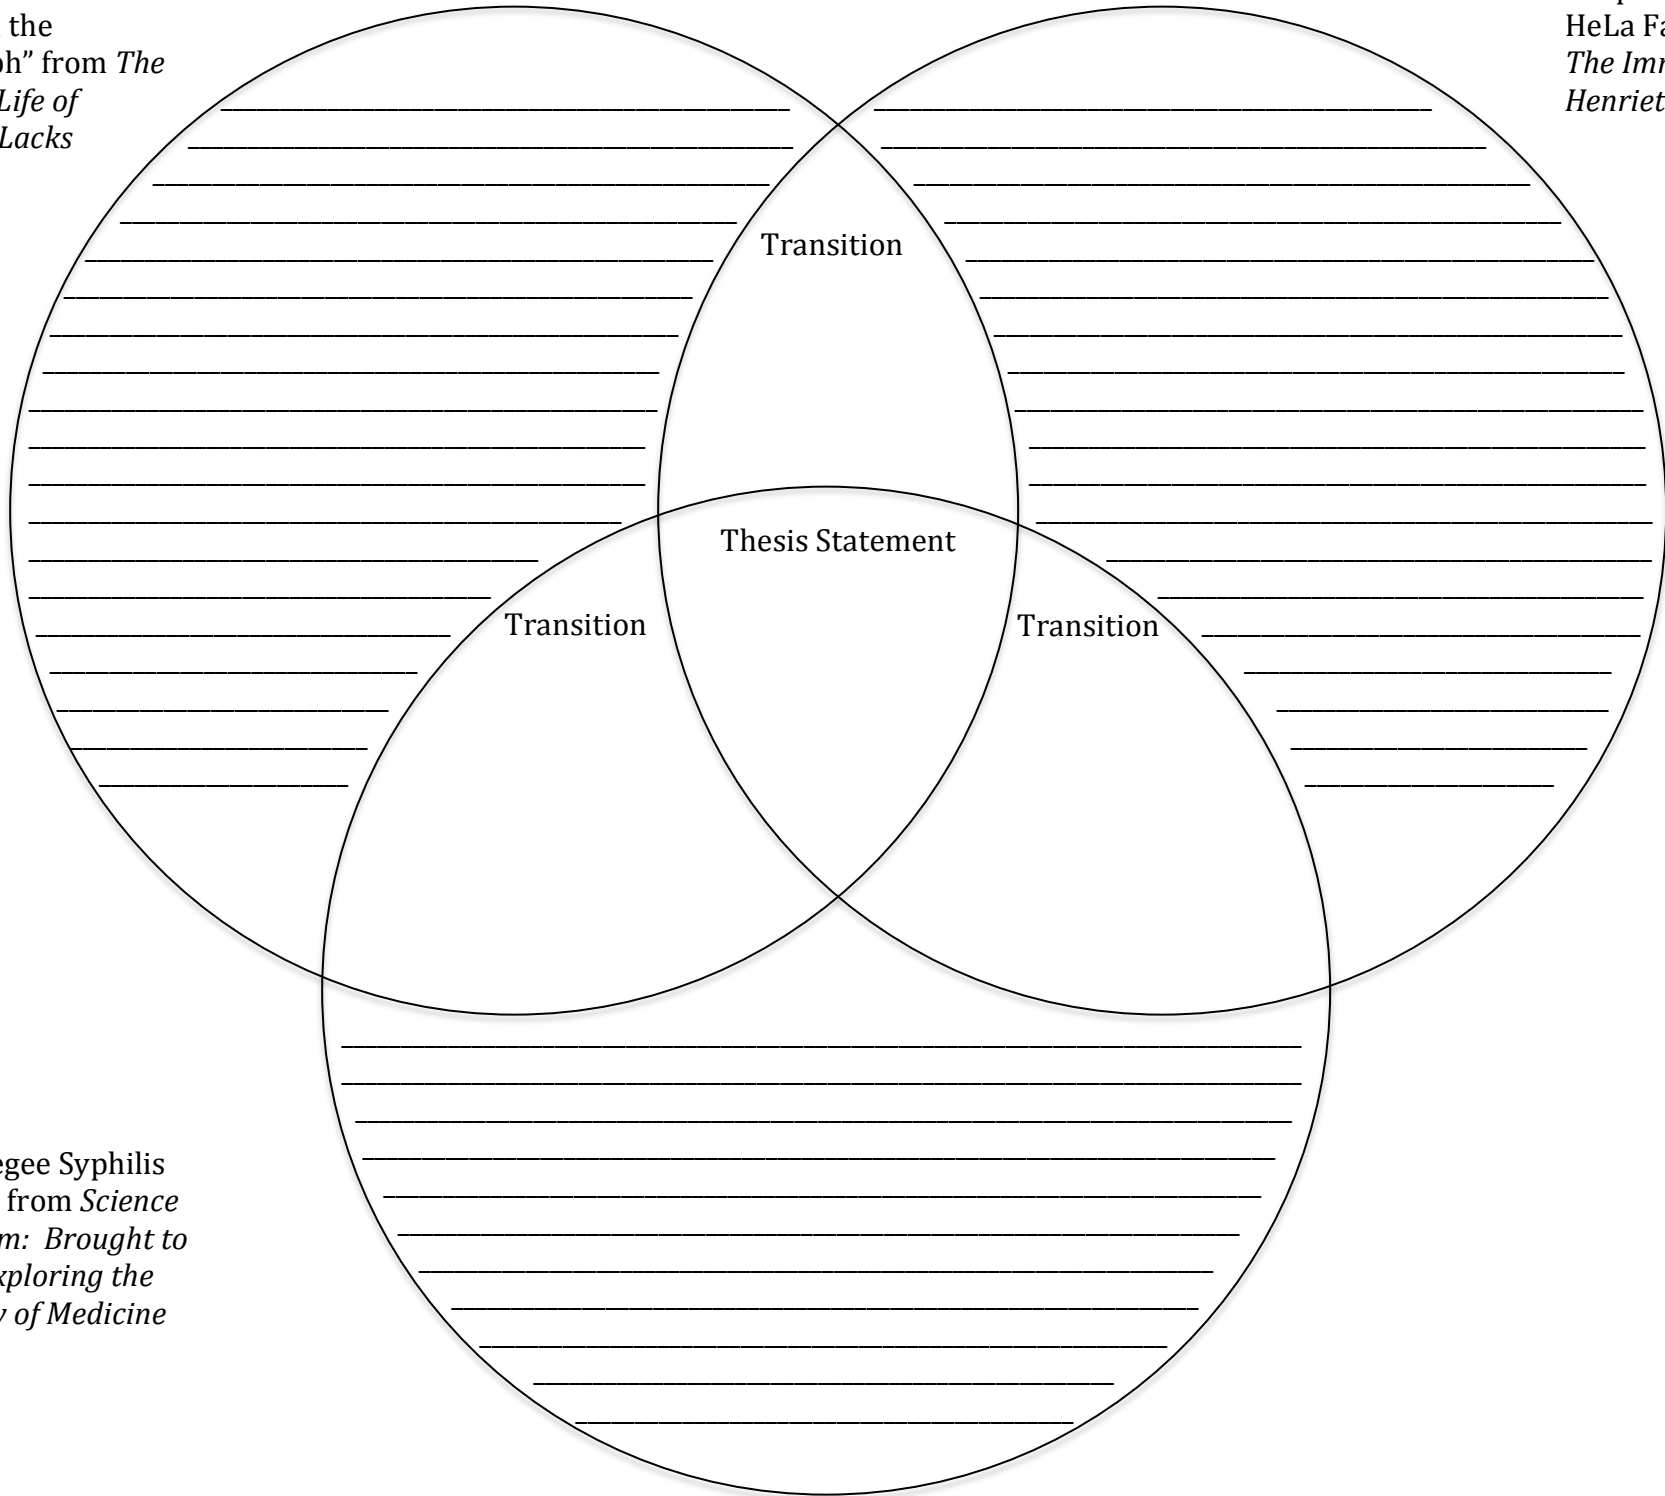 the
ph” from The
Life of
Lacks
HeLa Fa
The Imm
Henriet
Transition
Thesis Statement
Transition
Transition
egee Syphilis
from Science
m: Brought to
xploring the
y of Medicine